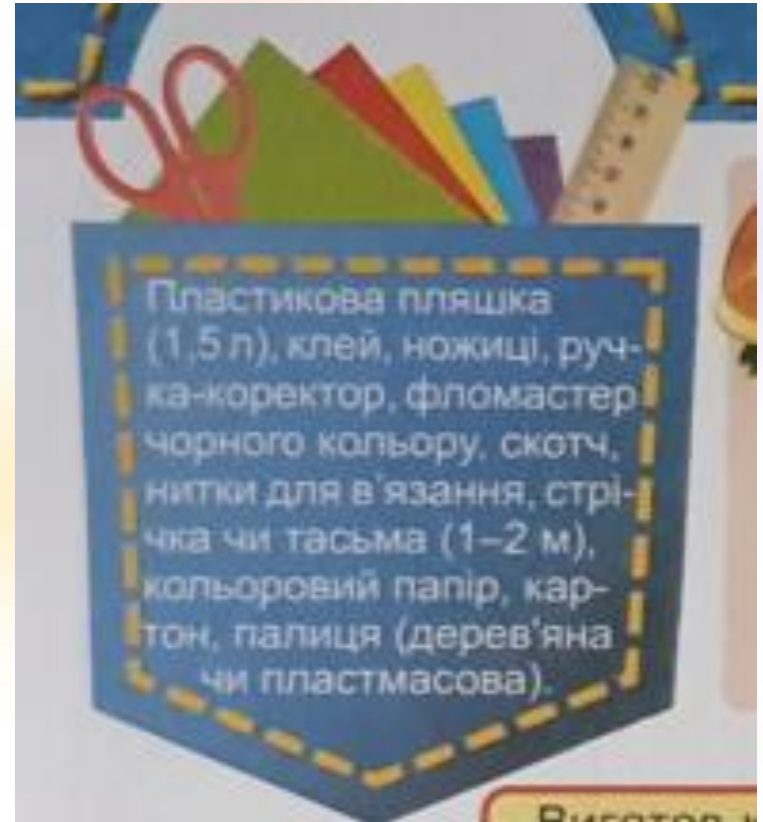 Пластикова пляшка
(1,5 л), клей, ножиці, руч-
ка-коректор, фломастер
чорного кольору, скотч,
нитки для в'язання, стрі-
чка чи тасьма (1–2 м),
кольоровий папір, кар-
тон, палиця (дерев'яна
чи пластмасова).